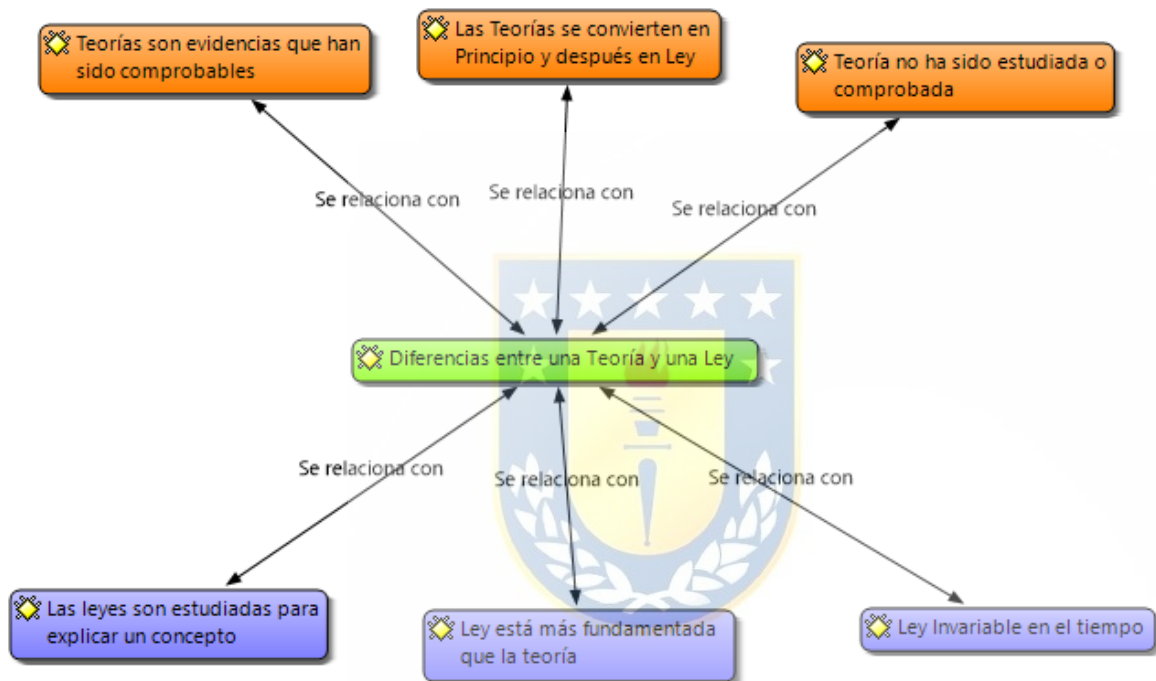 Teorías son evidencias que han
sido comprobables
Las Teorías se convierten en
Principio y después en Ley
Teoría no ha sido estudiada o
comprobada
Se relaciona con
Se relaciona con
Se relaciona con
Diferencias entre una Teoría y una Ley
Se relaciona con
Se relaciona con
Se relaciona con
Las leyes son estudiadas para
explicar un concepto
Ley está más fundamentada
que la teoría
Ley Invariable en el tiempo